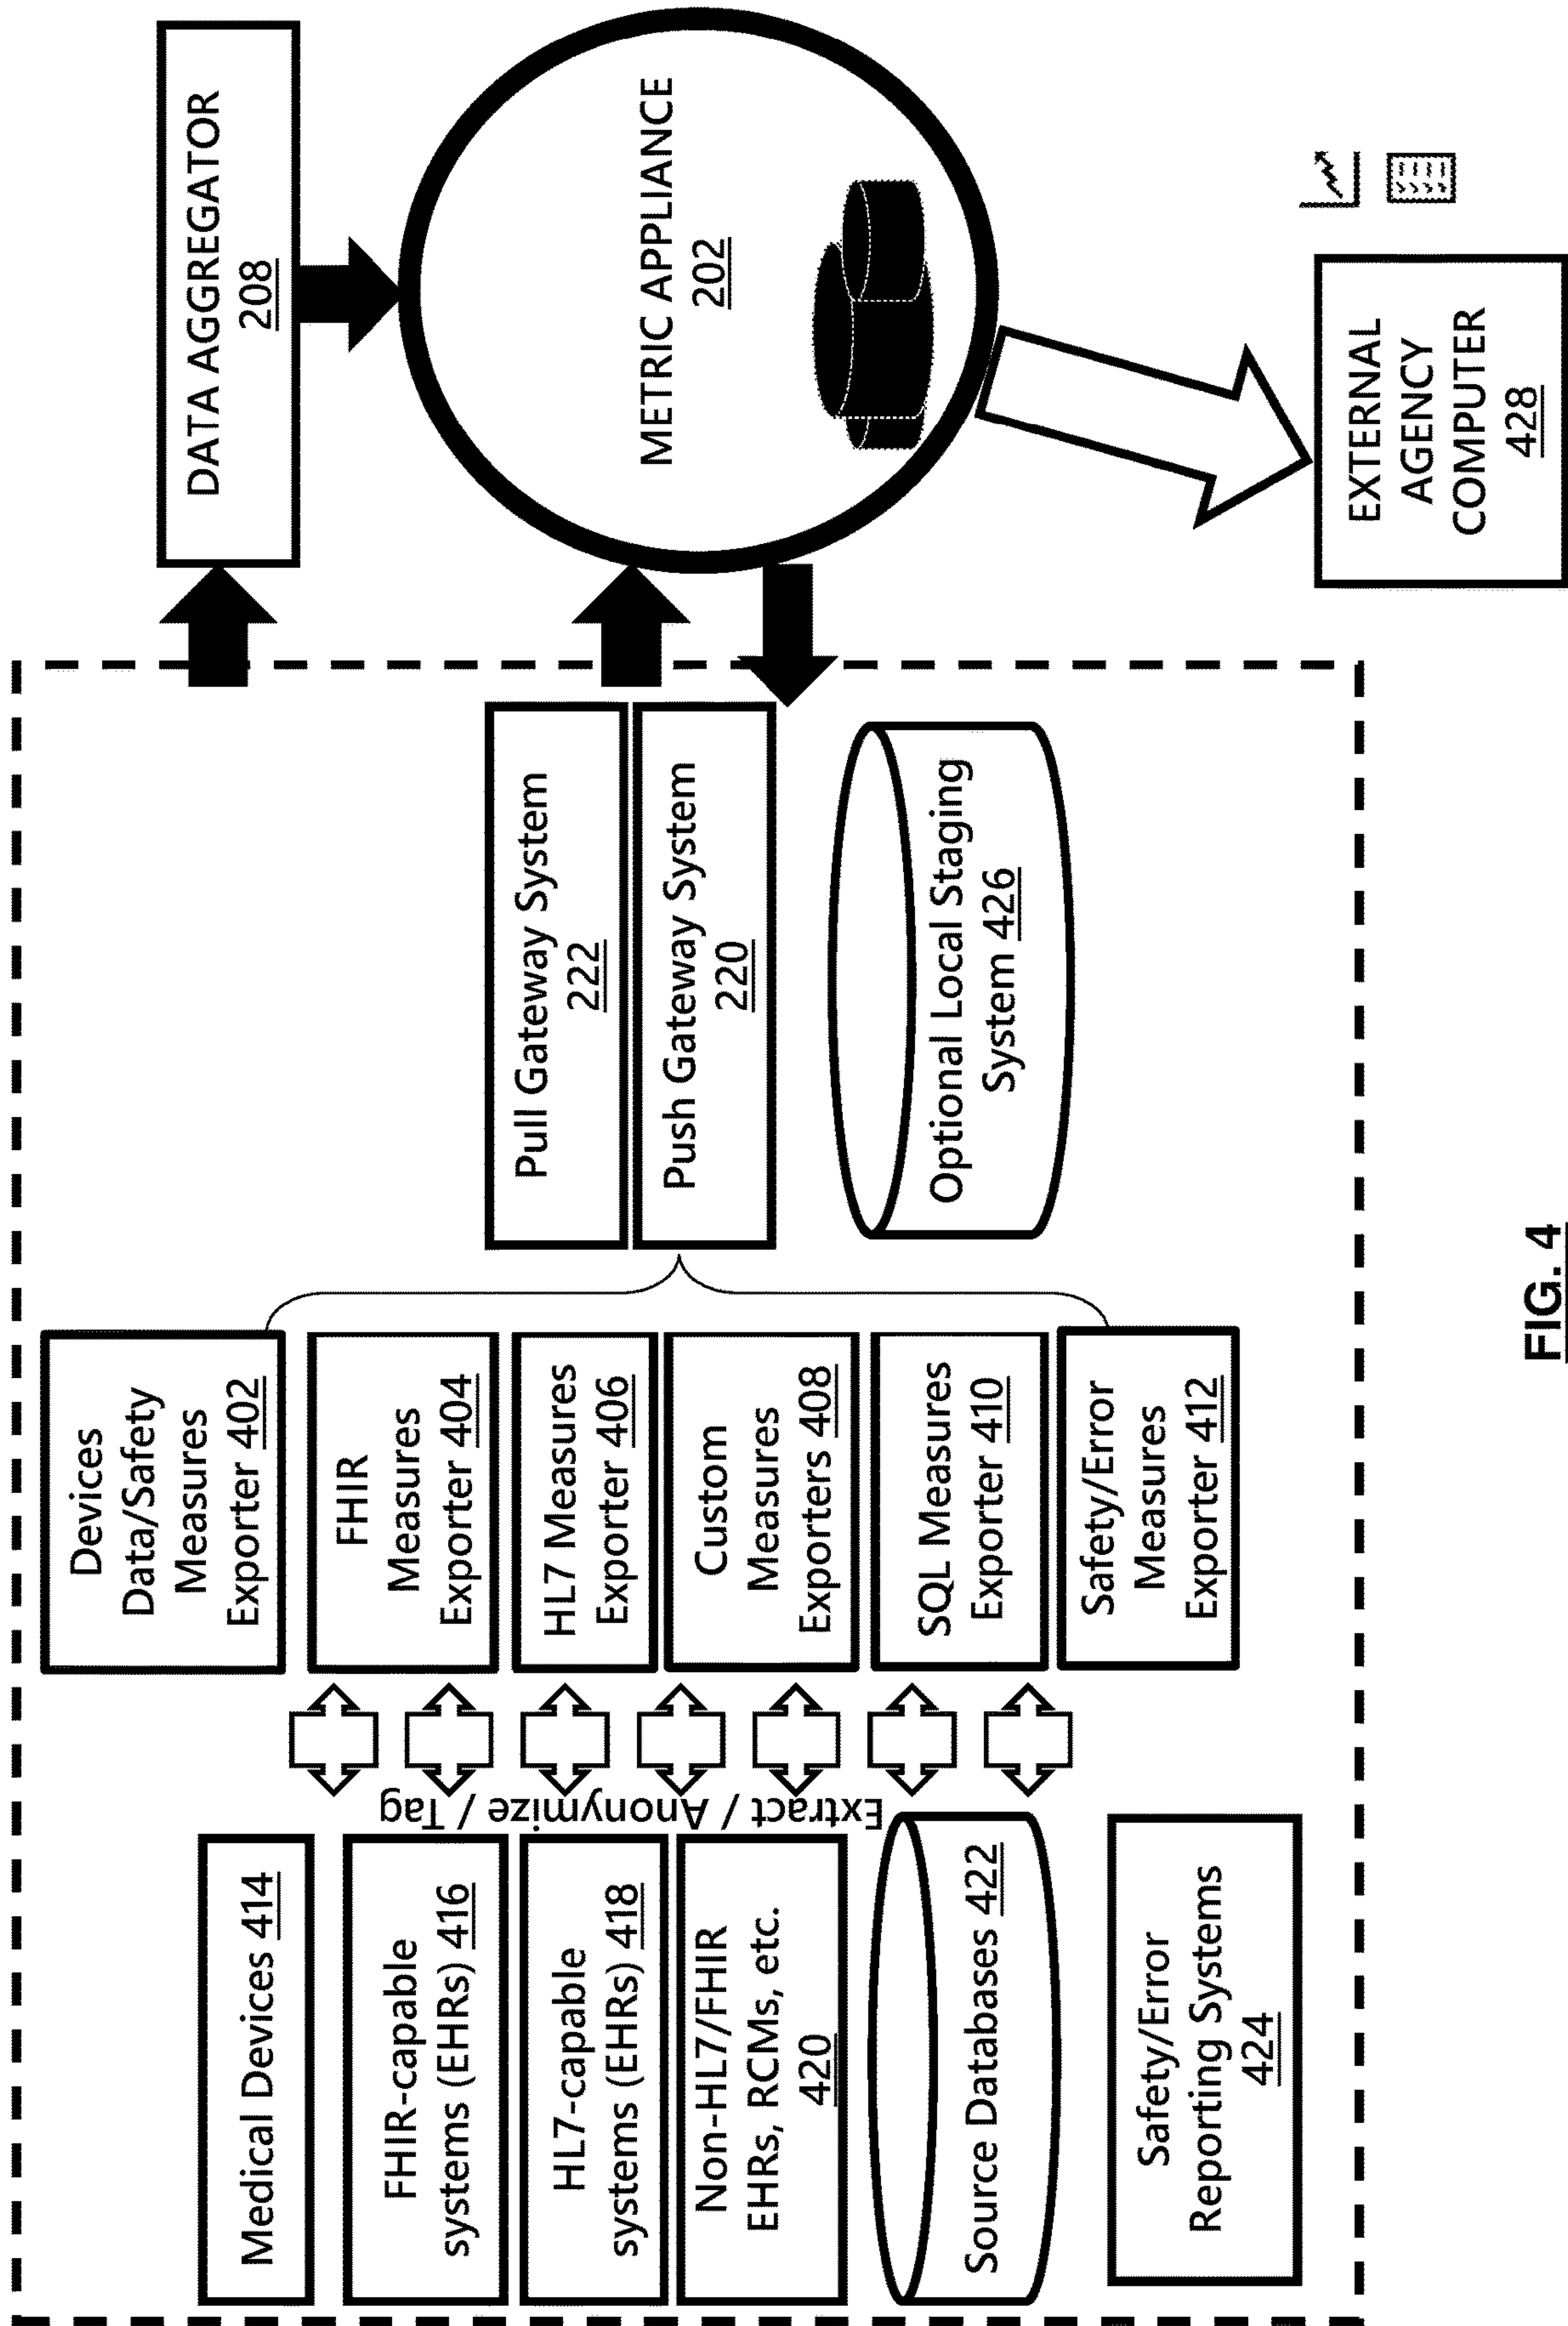 Medical Devices 414
FHIR-capable
systems (EHRs) 416
HL7-capable
systems (EHRs) 418
Non-HL7/FHIR
EHRs, RCMs, etc.
420
Source Databases 422
Safety/Error
Reporting Systems
424
Extract / Anonymize / Tag
Devices
Data/Safety
Measures
Exporter 402
FHIR
Measures
Exporter 404
HL7 Measures
Exporter 406
Custom
Measures
Exporters 408
SQL Measures
Exporter 410
Safety/Error
Measures
Exporter 412
Pull Gateway System
222
Push Gateway System
220
Optional Local Staging
System 426
DATA AGGREGATOR
208
METRIC APPLIANCE
202
EXTERNAL
AGENCY
COMPUTER
428
FIG. 4